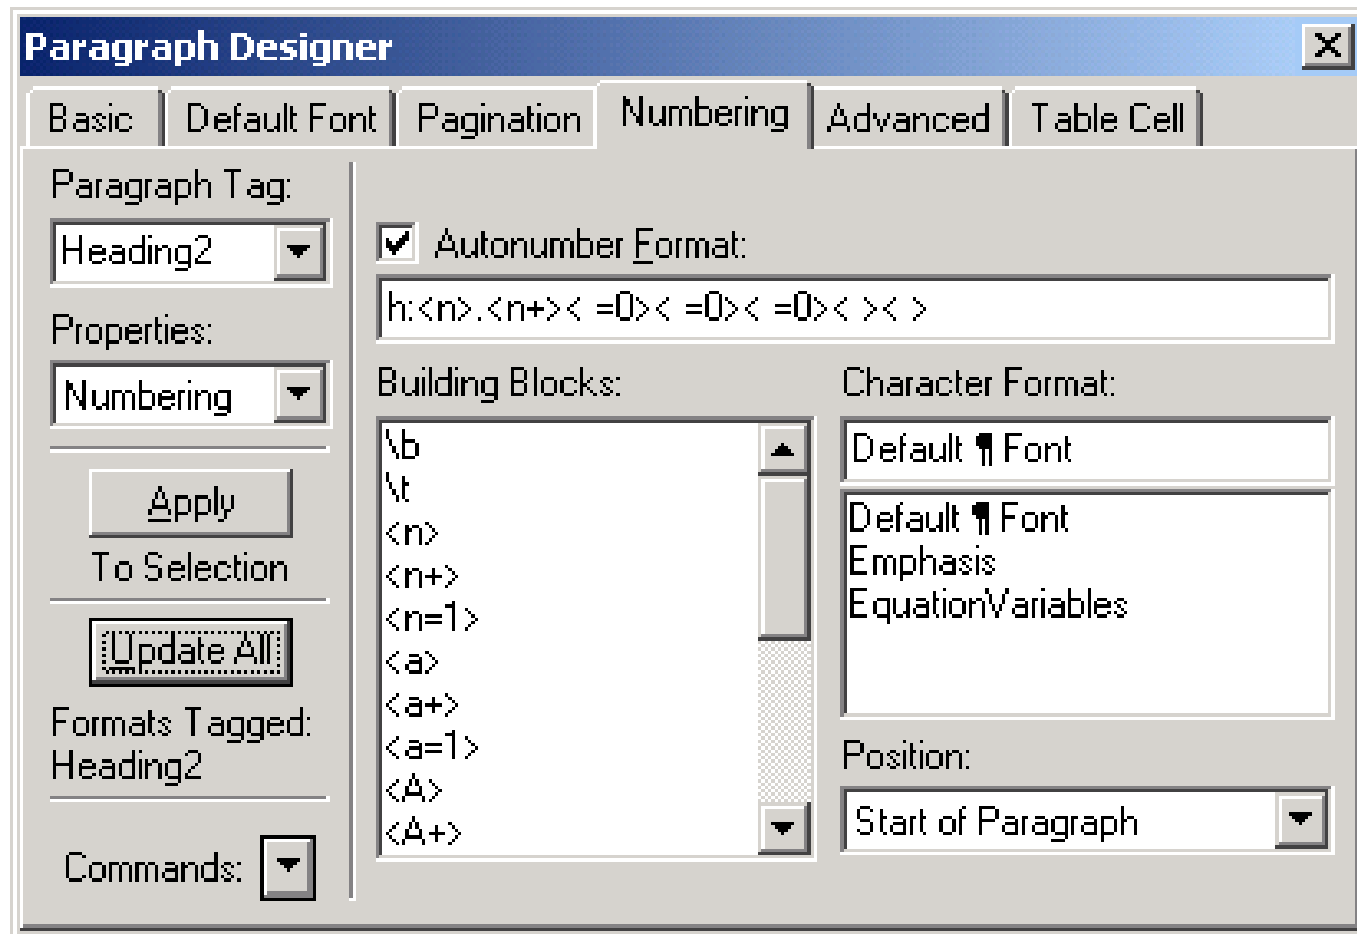 Paragraph Designer
Basic Default Font Pagination Numbering Advanced Table Cell
Paragraph Tag:
Heading2
Properties:
Numbering
Apply
To Selection
Update All
Formats Tagged:
Heading2
Commands:
Autonumber Format:
h:<n>.<n+>< =0>< =0>< =0>< >< >
Building Blocks:
\b
\t
<n>
<n+>
<n=1>
<a>
<a+>
<a=1>
<A>
<A+>
Character Format:
Default ¶ Font
Default ¶ Font
Emphasis
EquationVariables
Position:
Start of Paragraph